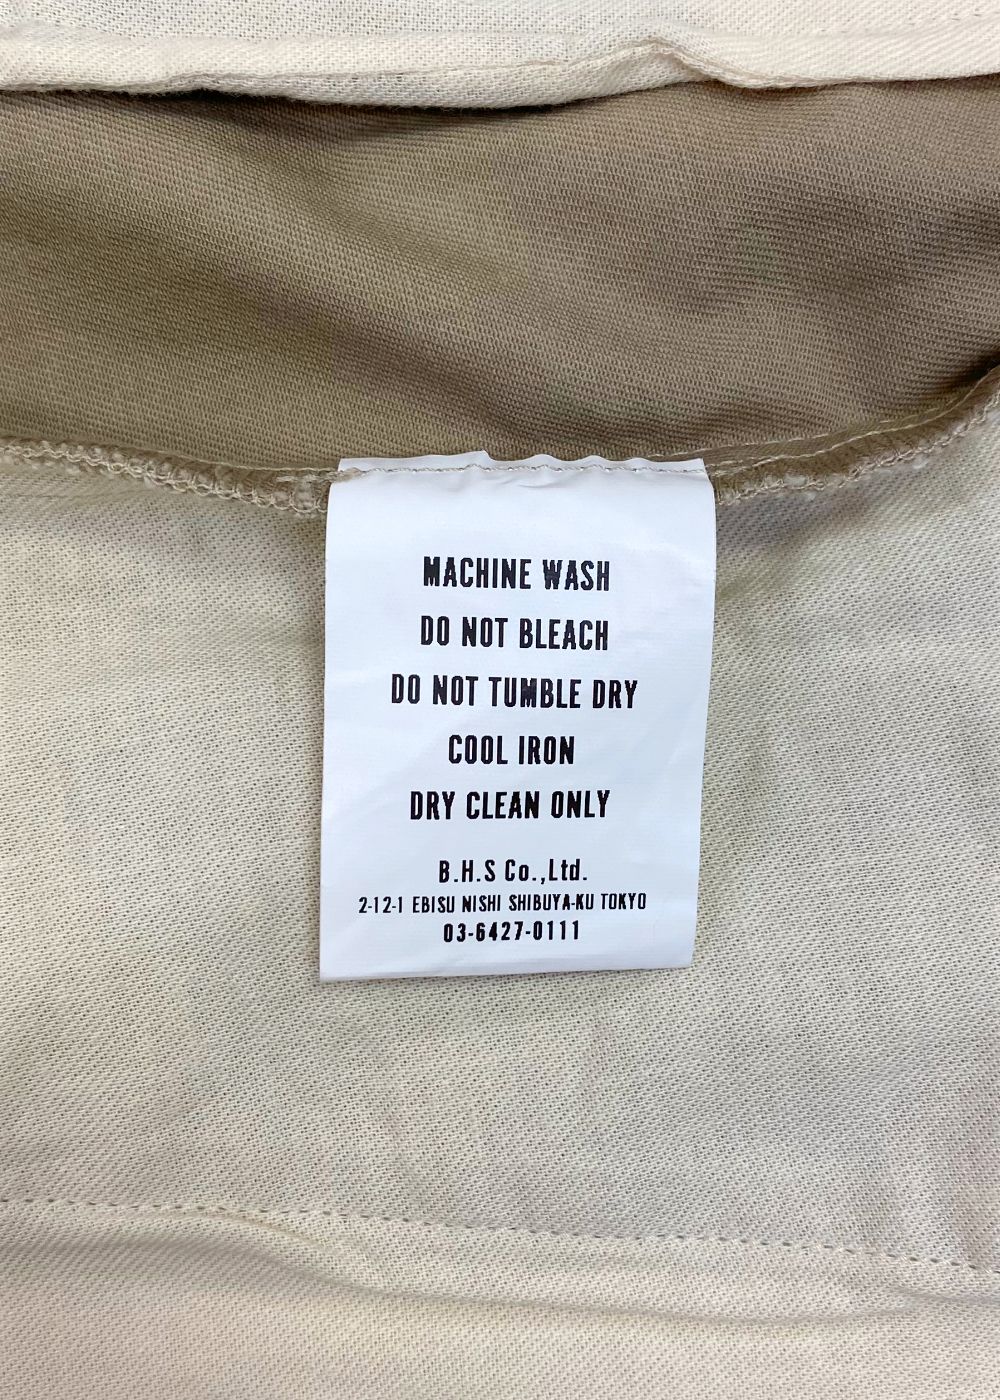 MACHINE WASH
DO NOT BLEACH
DO NOT TUMBLE DRY
COOL IRON
DRY CLEAN ONLY
B.H.S Co.,Ltd.
2-12-1 EBISU NISHI SHIBUYA-KU TOKYO
03-6427-0111